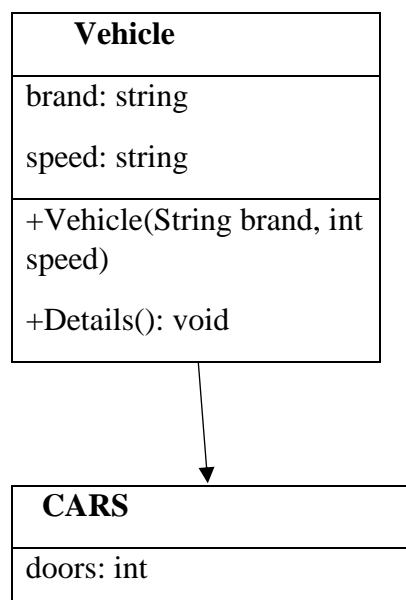 Vehicle
brand: string
speed: string
+Vehicle(String brand, int
speed)
+Details(): void
CARS
doors: int